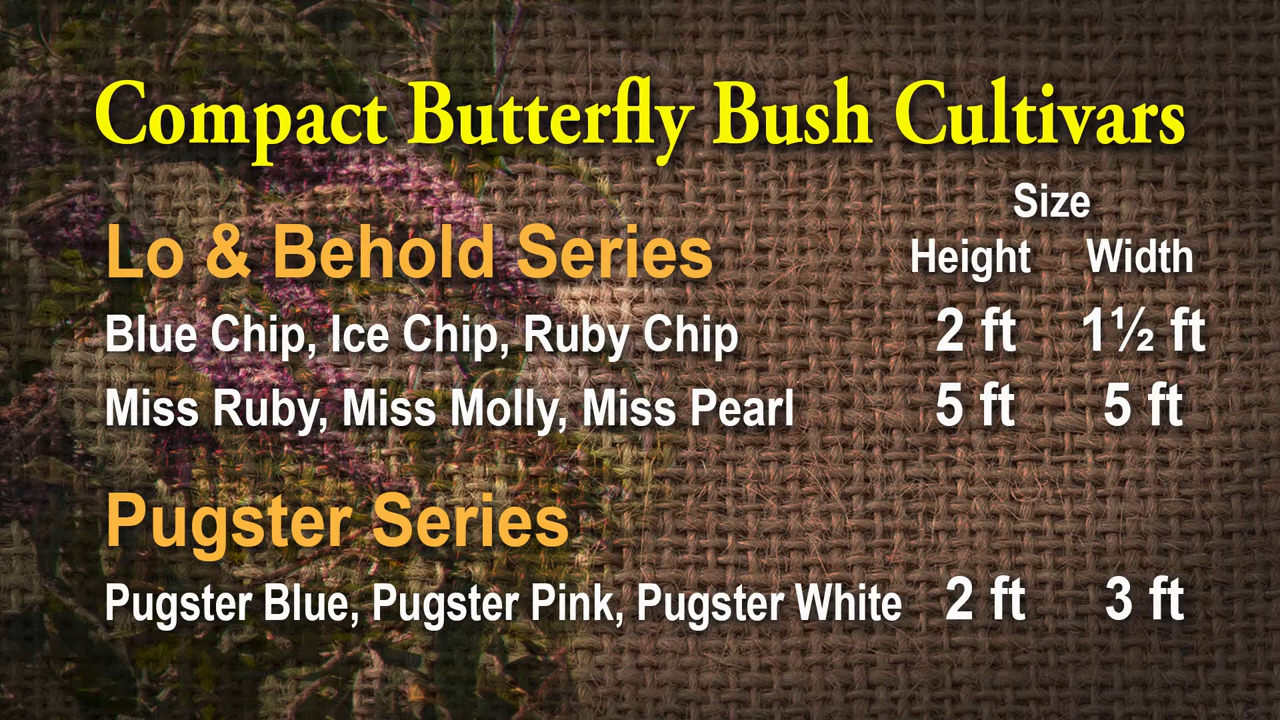 Compact Butterfly Bush Cultivars
Size
Lo & Behold Series Height Width
Blue Chip, Ice Chip, Ruby Chip 2 ft 1½ ft
Miss Ruby, Miss Molly, Miss Pearl 5 ft 5 ft
Pugster Series
Pugster Blue, Pugster Pink, Pugster White 2 ft 3 ft